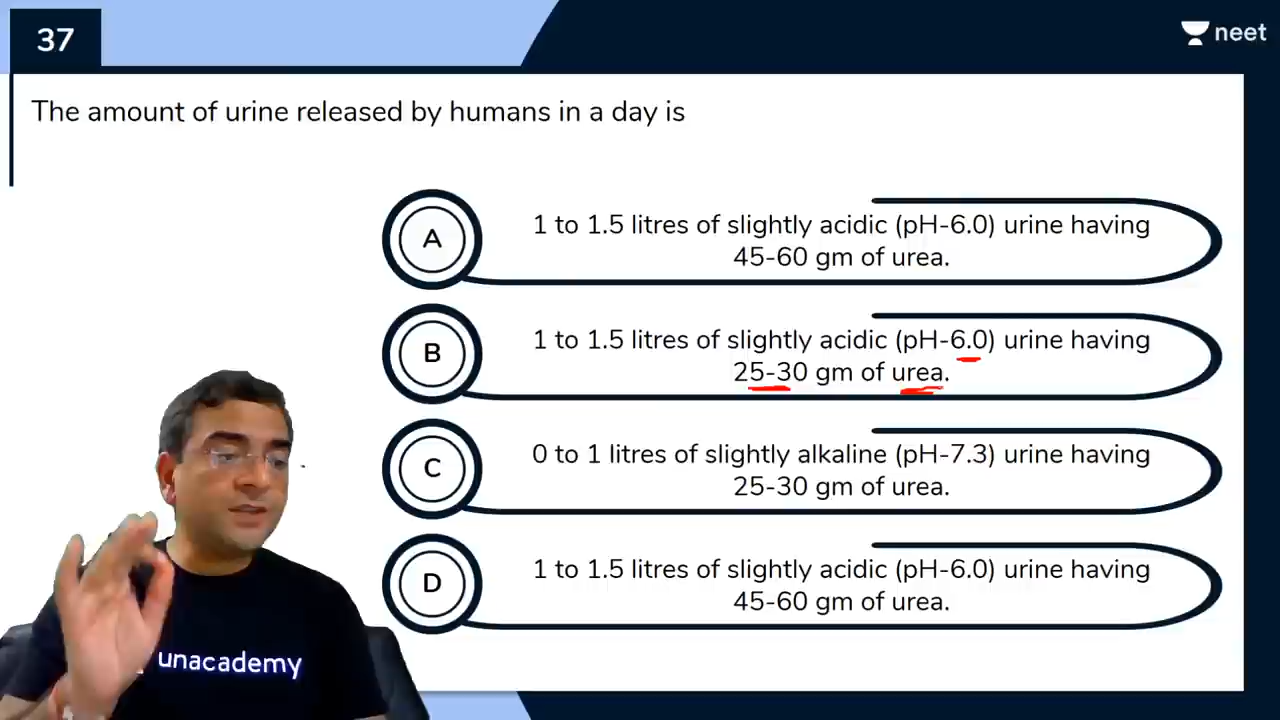 37
neet
The amount of urine released by humans in a day is
A
1 to 1.5 litres of slightly acidic (pH-6.0) urine having
45-60 gm of urea.
B
1 to 1.5 litres of slightly acidic (pH-6.0) urine having
25-30 gm of urea.
C
0 to 1 litres of slightly alkaline (pH-7.3) urine having
25-30 gm of urea.
D
1 to 1.5 litres of slightly acidic (pH-6.0) urine having
45-60 gm of urea.
unacademy